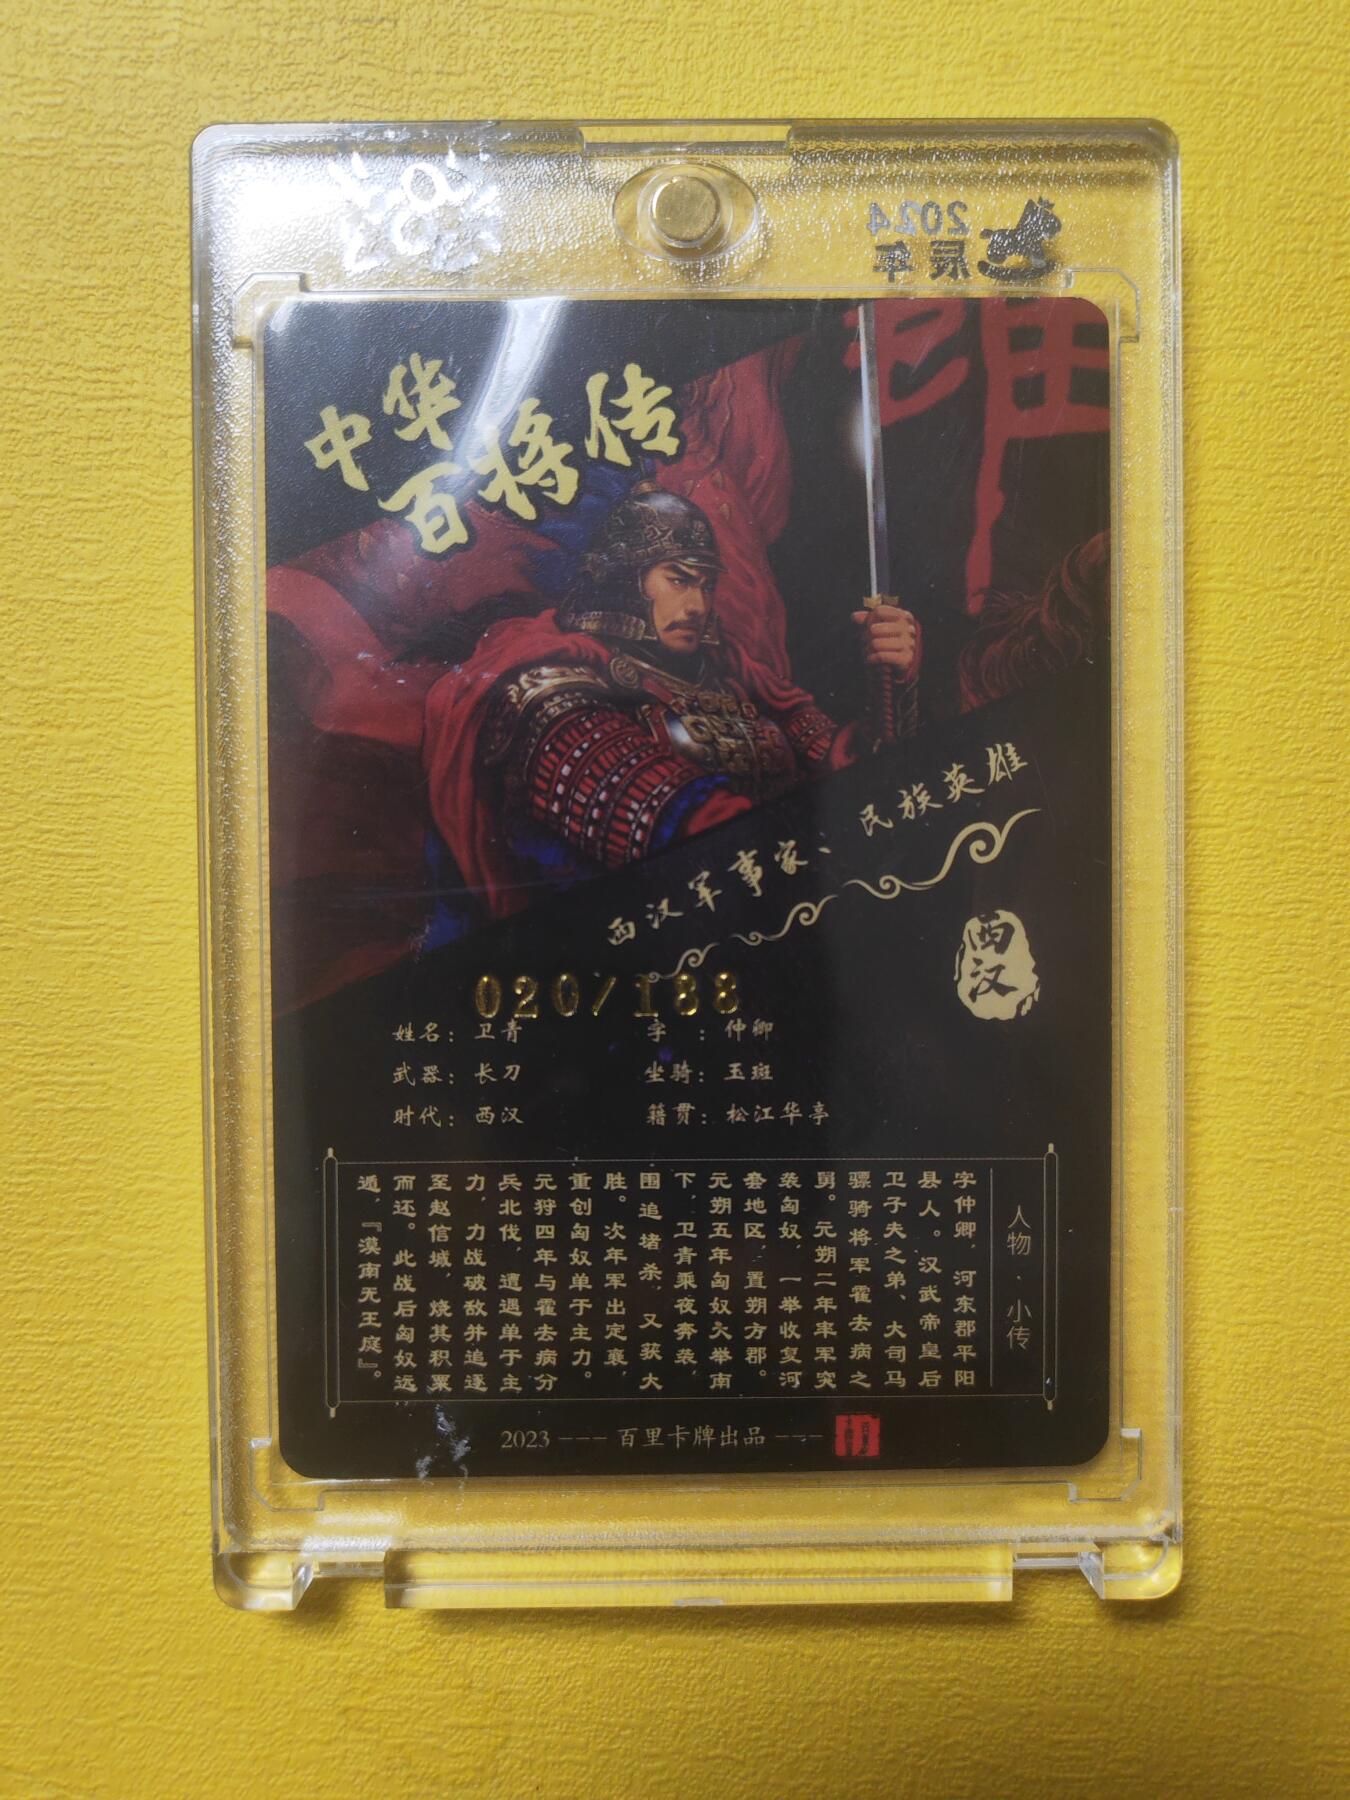 2024
辰年
中华
百将传
西汉军事家、民族英雄
西汉
020/188
姓名：卫青 字：仲卿
武器：长刀 坐骑：玉斑
时代：西汉 籍贯：松江华亭
人物·小传
字仲卿，河东郡平阳
县人。汉武帝皇后
卫子夫之弟、大司马
骠骑将军霍去病之
舅。元朔二年率军突
袭匈奴，一举收复河
套地区，置朔方郡。
元朔五年匈奴大举南
下，卫青乘夜奔袭，
围追堵杀，又获大
胜。次年军出定襄，
重创匈奴单于主力。
元狩四年与霍去病分
兵北伐，遭遇单于主
力，力战破敌并追逐
至赵信城，烧其积粟
而还。此战后匈奴远
遁，『漠南无王庭』。
2023 --- 百里卡牌出品 ---